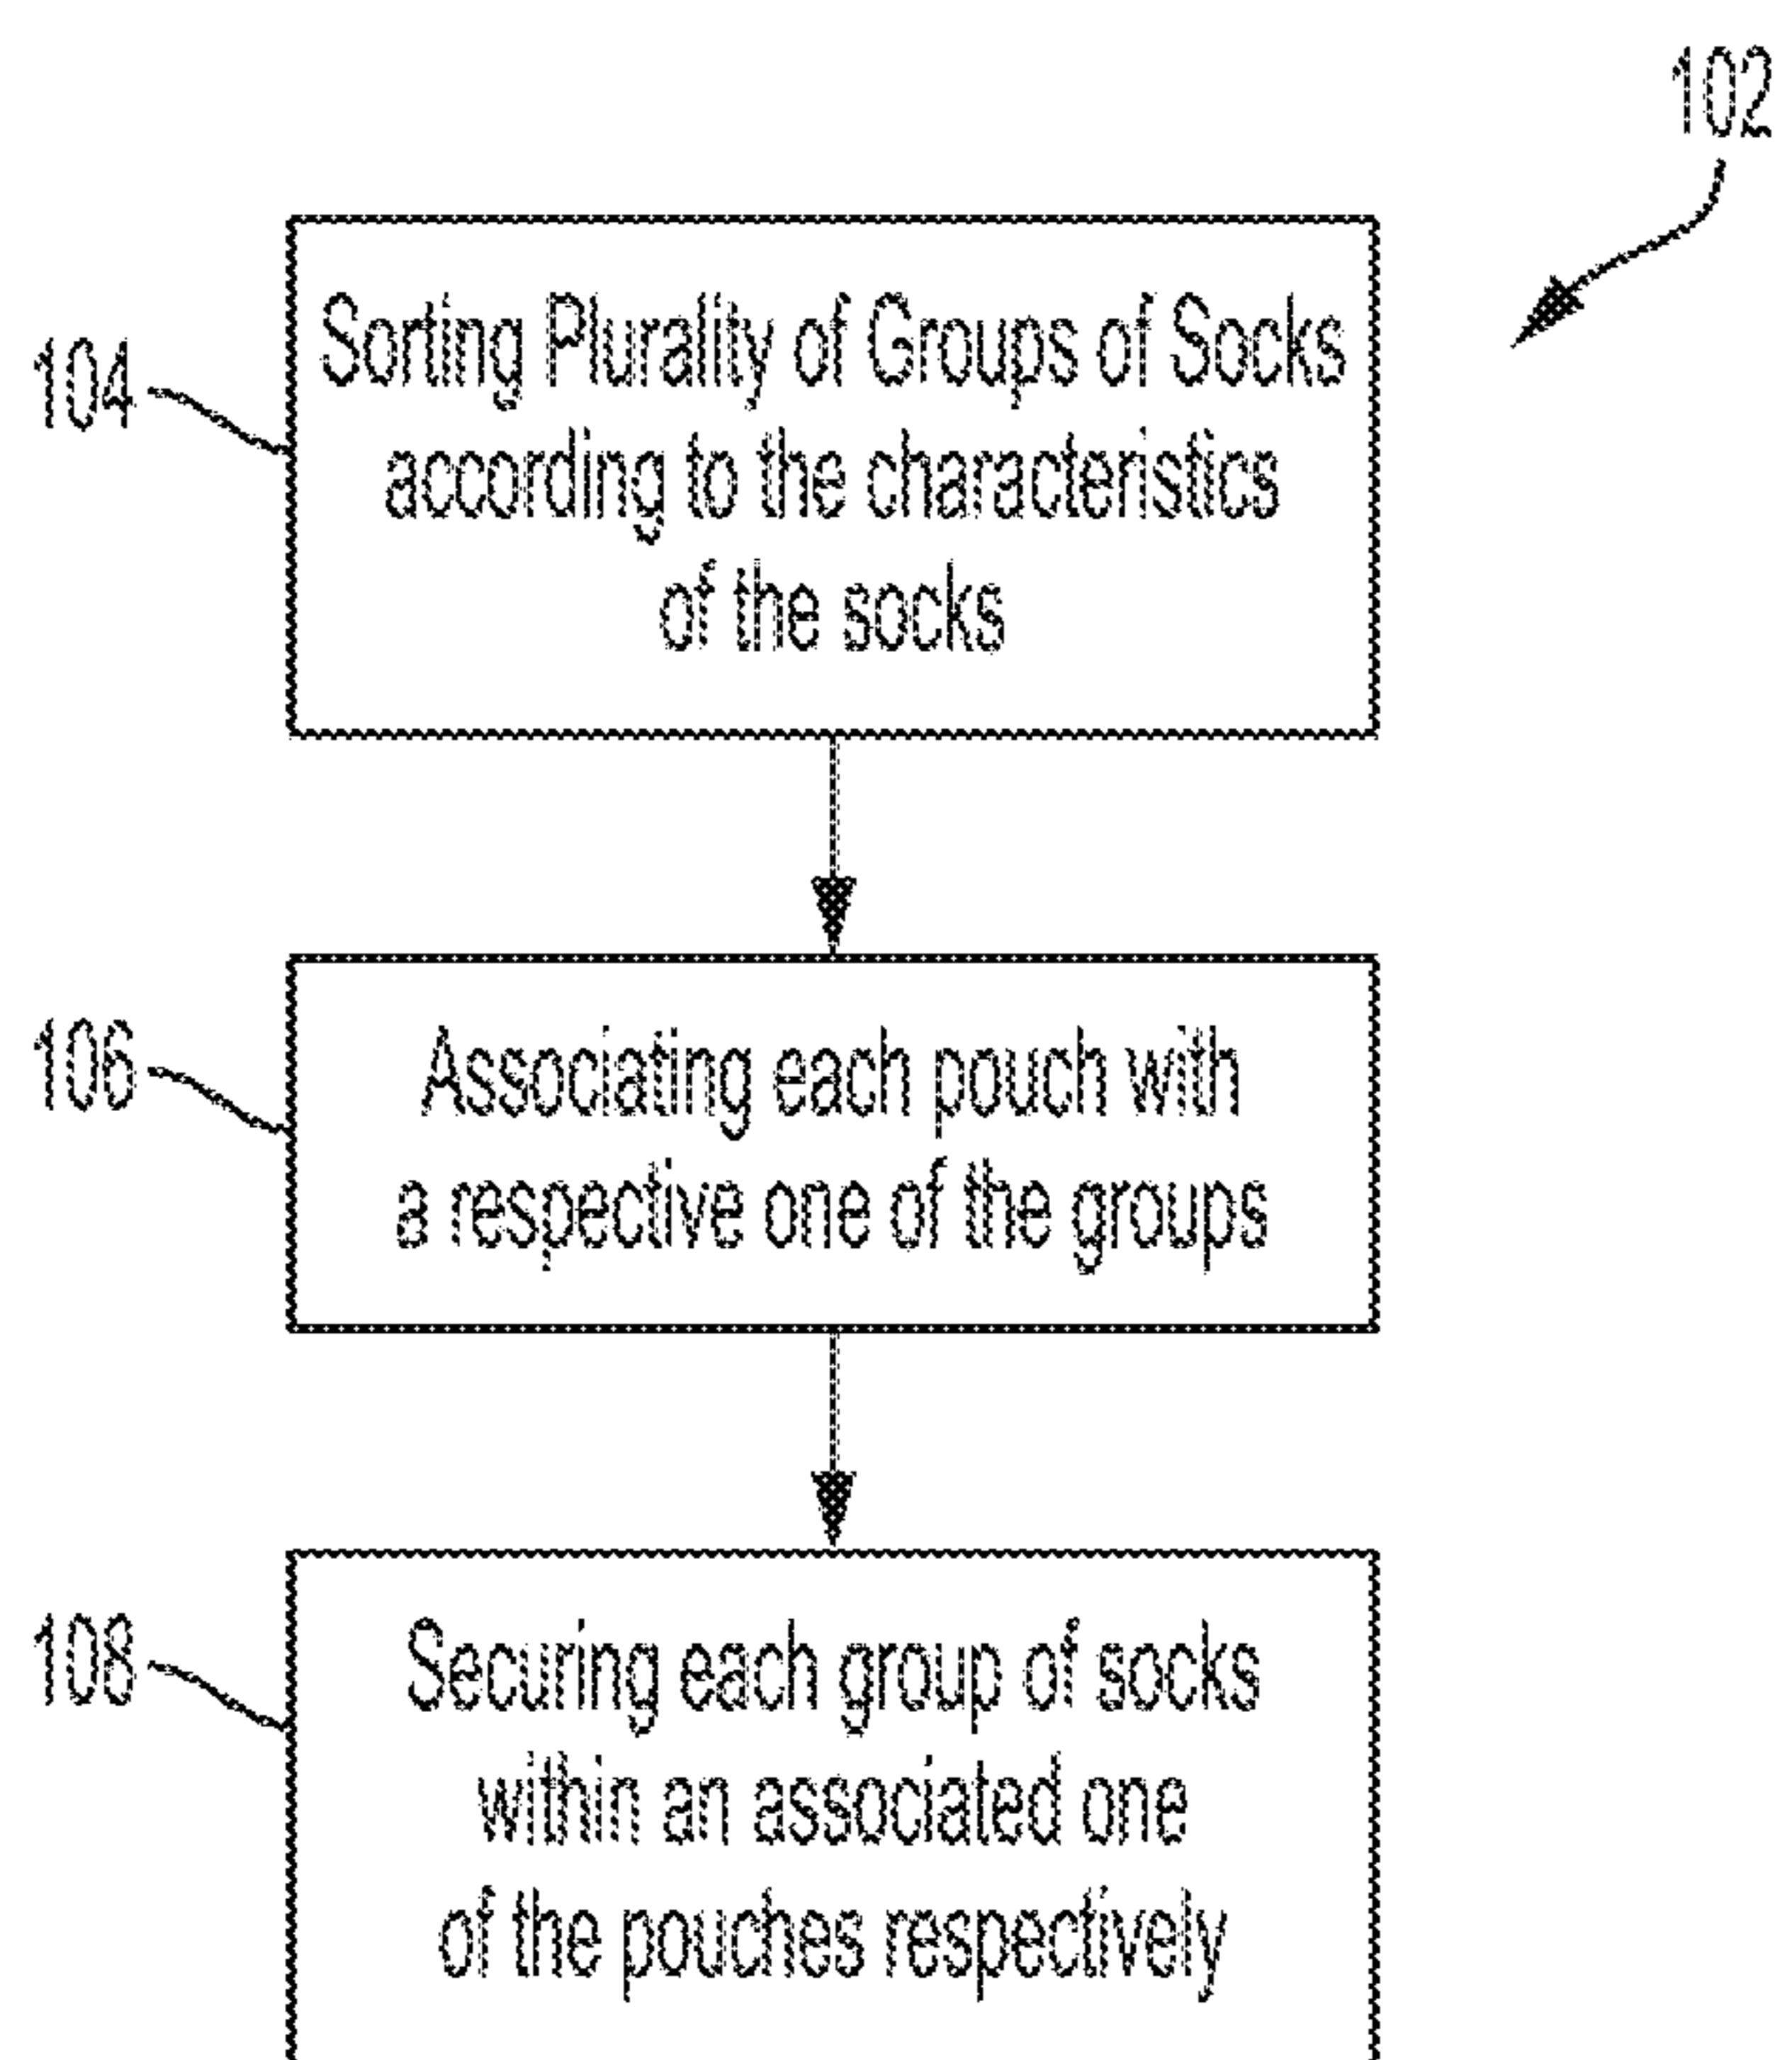 102
104
Sorting Plurality of Groups of Socks
according to the characteristics
of the socks
106
Associating each pouch with
a respective one of the groups
108
Securing each group of socks
within an associated one
of the pouches respectively